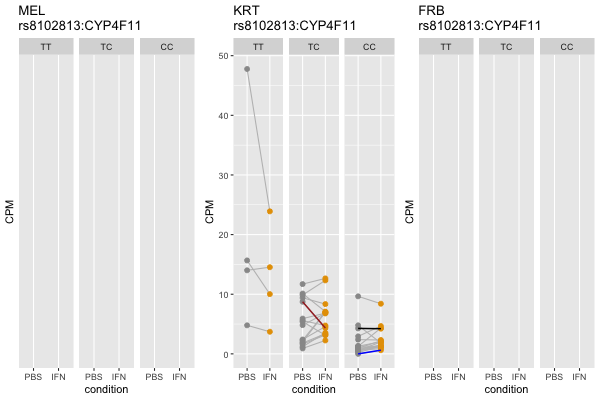 MEL
rs8102813:CYP4F11
TT TC CC
CPM
PBS IFN PBS IFN PBS IFN
condition
KRT
rs8102813:CYP4F11
TT TC CC
50
40
30
20
10
0
CPM
PBS IFN PBS IFN PBS IFN
condition
FRB
rs8102813:CYP4F11
TT TC CC
CPM
PBS IFN PBS IFN PBS IFN
condition